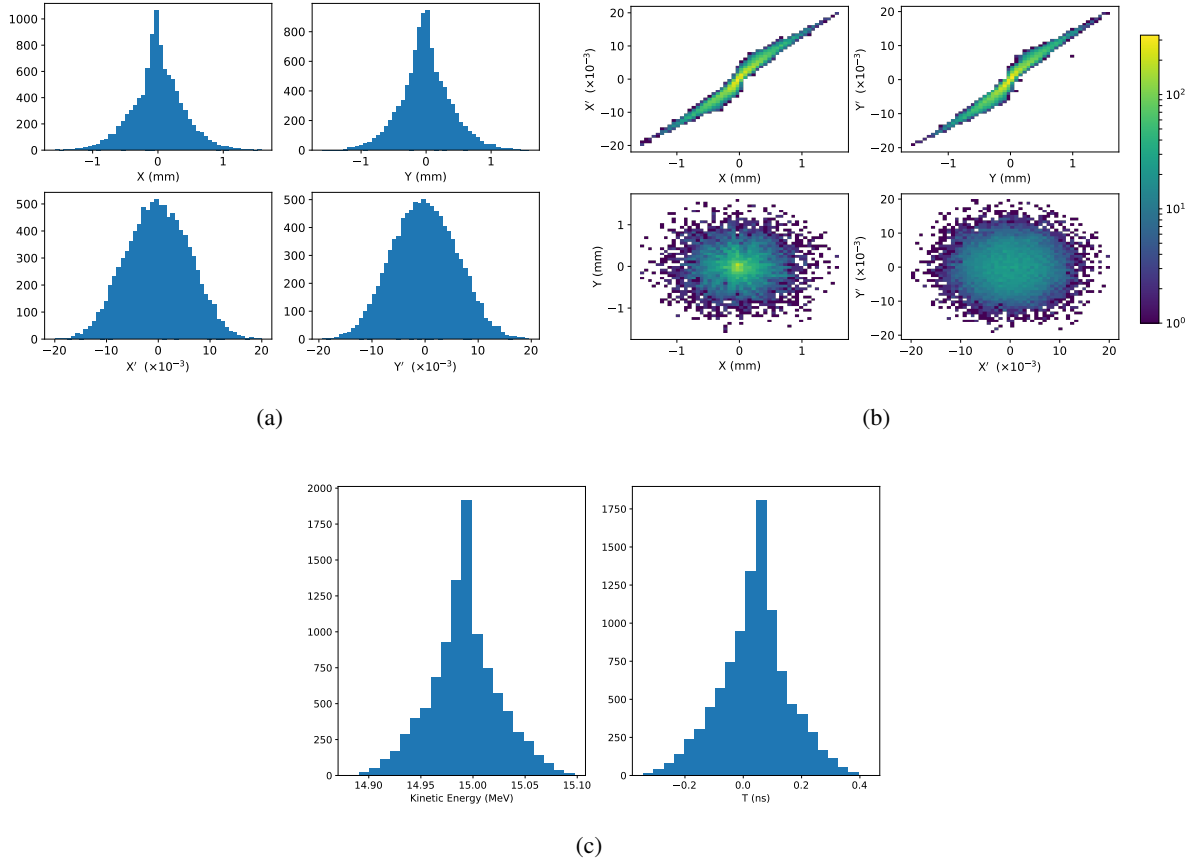 1000
800
600
400
200
0
−1 0 1
X (mm)
800
600
400
200
0
−1 0 1
Y (mm)
500
400
300
200
100
0
−20 −10 0 10 20
X′ (×10⁻³)
500
400
300
200
100
0
−20 −10 0 10 20
Y′ (×10⁻³)
(a)
20
10
0
−10
−20
X′ (×10⁻³)
−1 0 1
X (mm)
20
10
0
−10
−20
Y′ (×10⁻³)
−1 0 1
Y (mm)
1
0
−1
Y (mm)
−1 0 1
X (mm)
20
10
0
−10
−20
Y′ (×10⁻³)
−20 −10 0 10 20
X′ (×10⁻³)
10²
10¹
10⁰
(b)
2000
1750
1500
1250
1000
750
500
250
0
14.90 14.95 15.00 15.05 15.10
Kinetic Energy (MeV)
1750
1500
1250
1000
750
500
250
0
−0.2 0.0 0.2 0.4
T (ns)
(c)